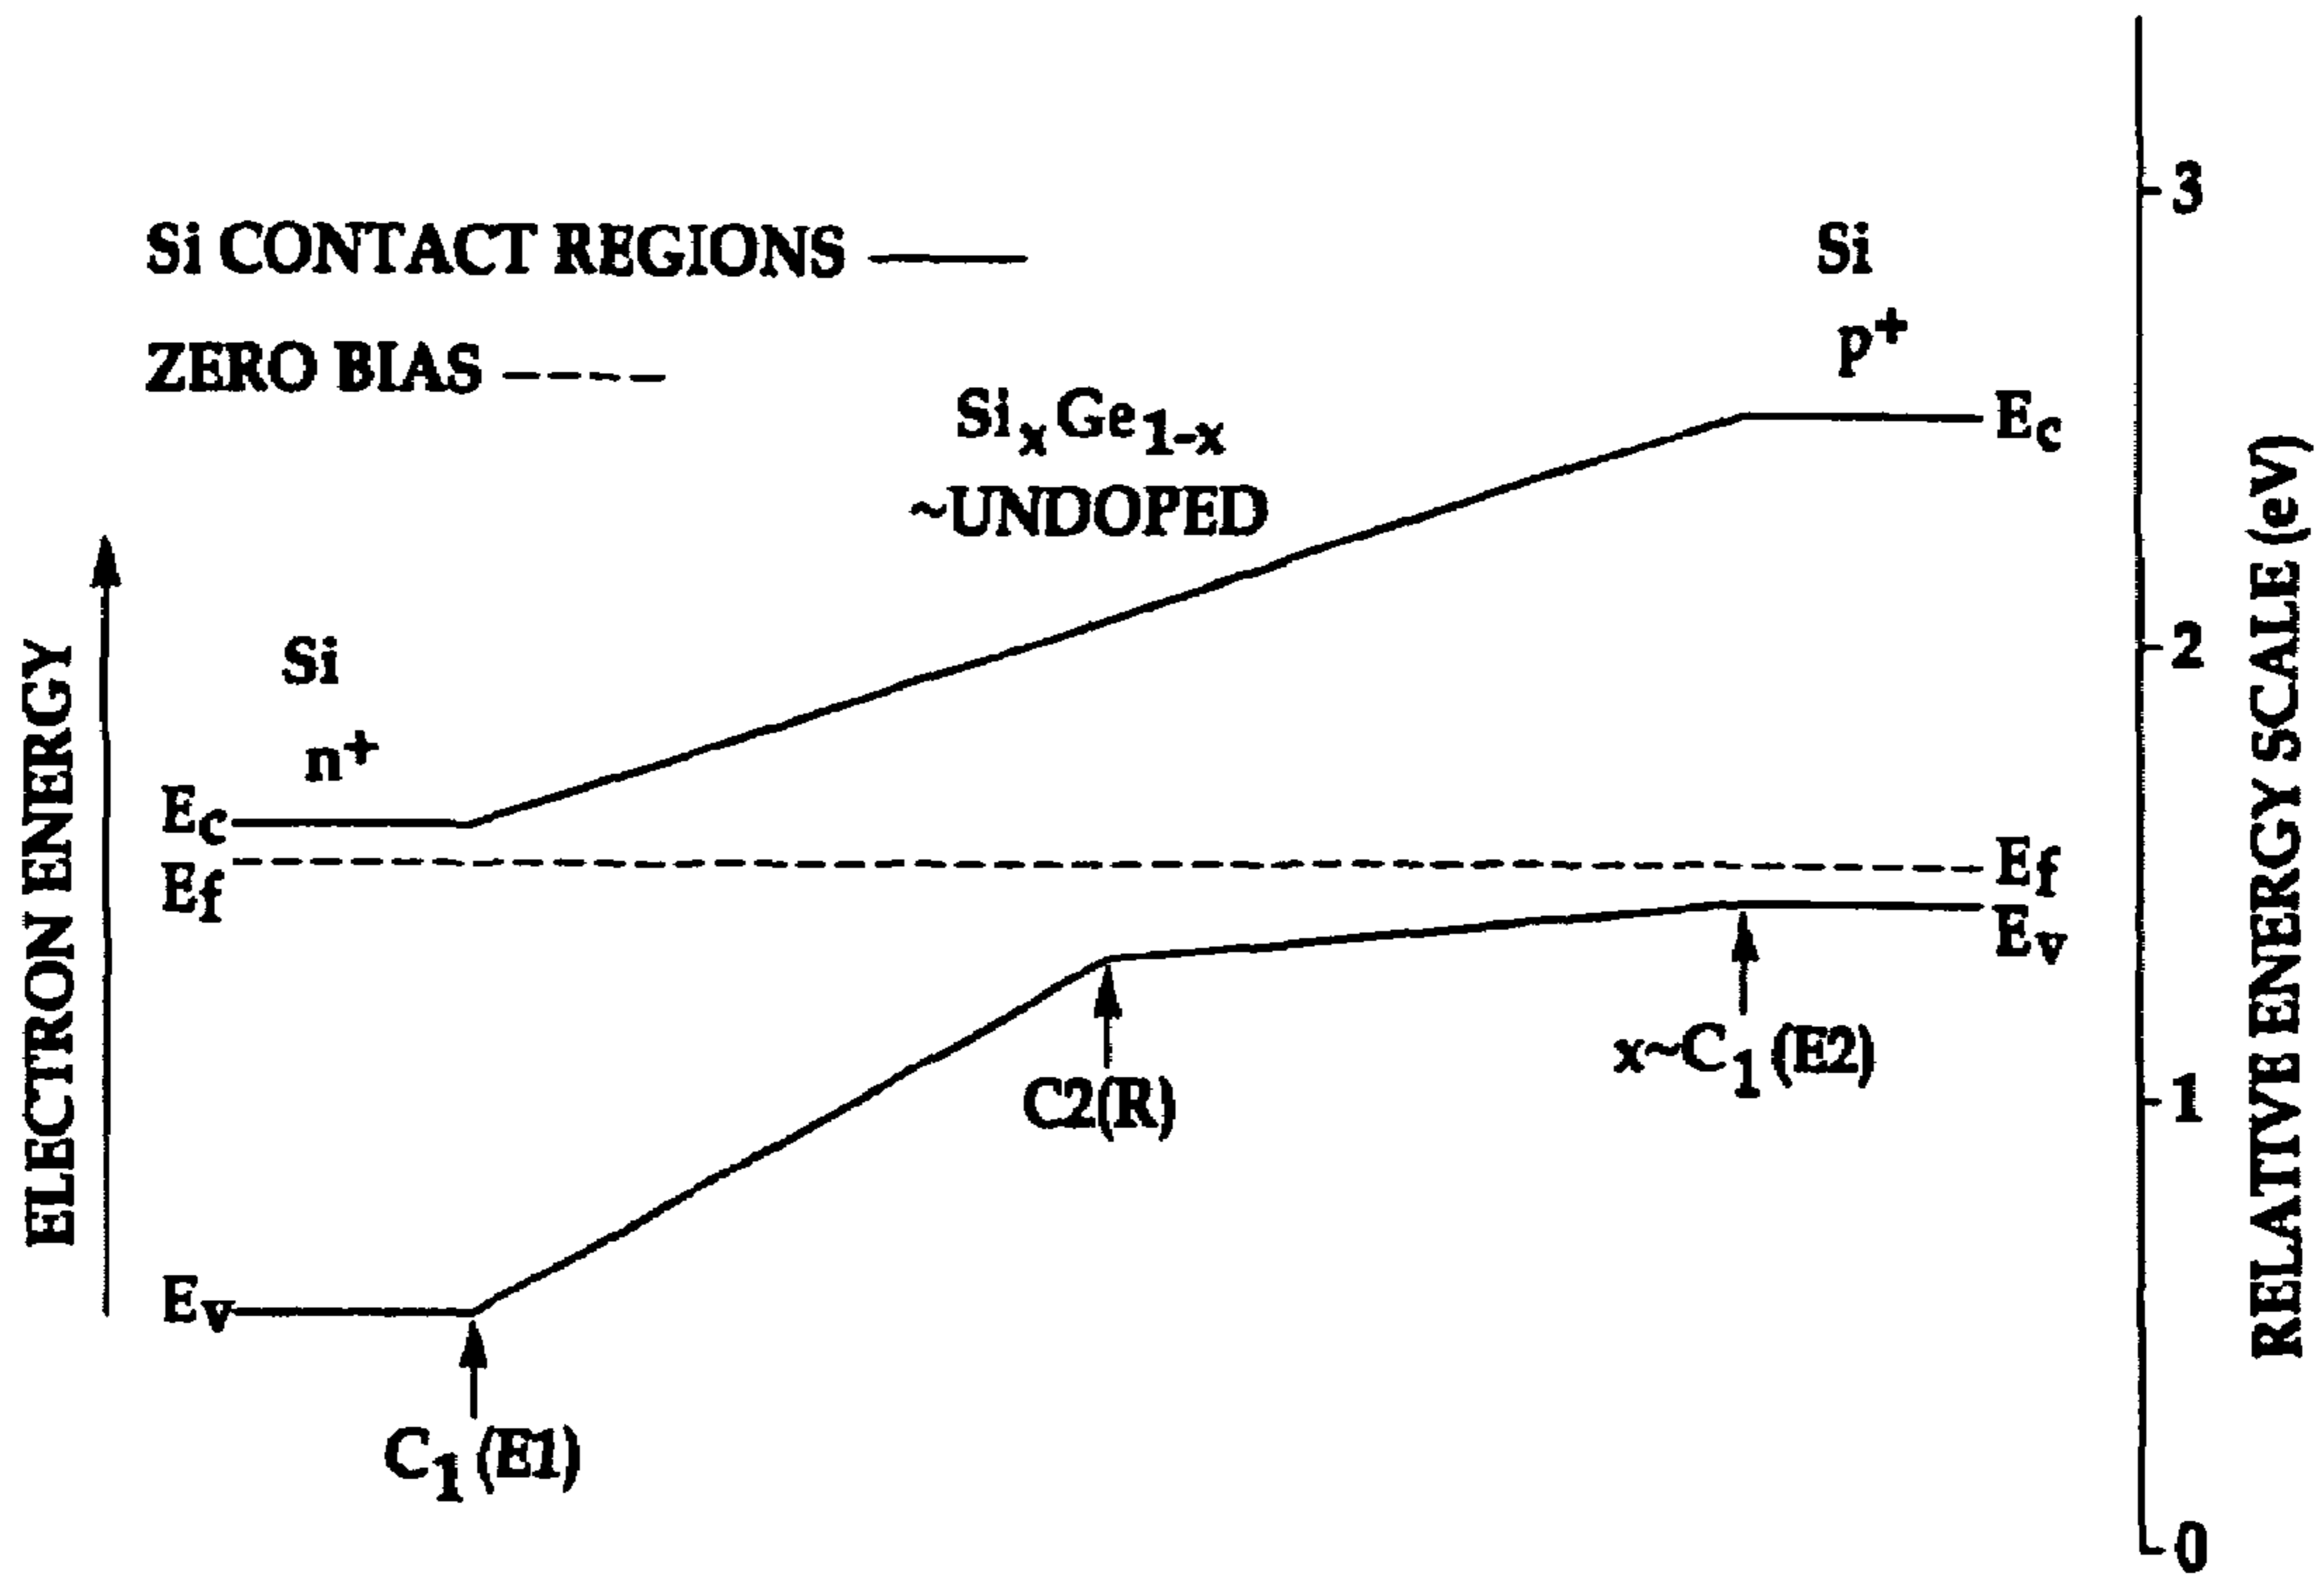 Si CONTACT REGIONS
ZERO BIAS
Si
p+
SixGe1-x
~UNDOPED
Ec
Si
n+
Ec
Ef
Ef
Ev
C2(R)
x~C1(E2)
Ev
C1(E1)
ELECTRON ENERGY
3
2
1
0
RELATIVE ENERGY SCALE (eV)